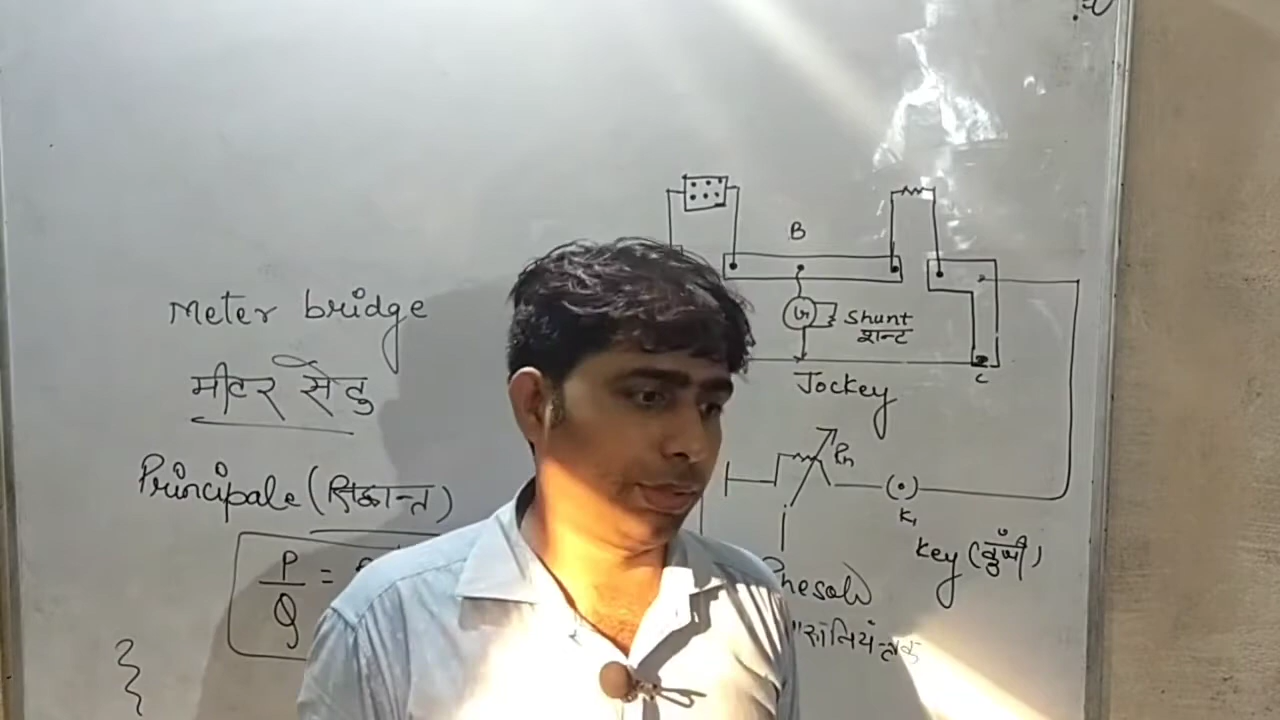 Meter bridge
मीटर सेतु
Principale (सिद्धान्त)
P
Q
=
B
G
Shunt
शन्ट
C
Jockey
Rh
K₁
Key (कुँजी)